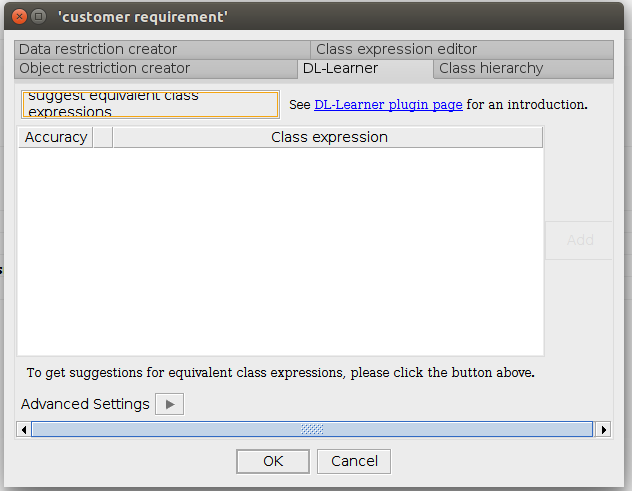 'customer requirement'
Data restriction creator
Class expression editor
Object restriction creator
DL-Learner
Class hierarchy
suggest equivalent class
expressions
See DL-Learner plugin page for an introduction.
Accuracy
Class expression
Add
To get suggestions for equivalent class expressions, please click the button above.
Advanced Settings
OK
Cancel